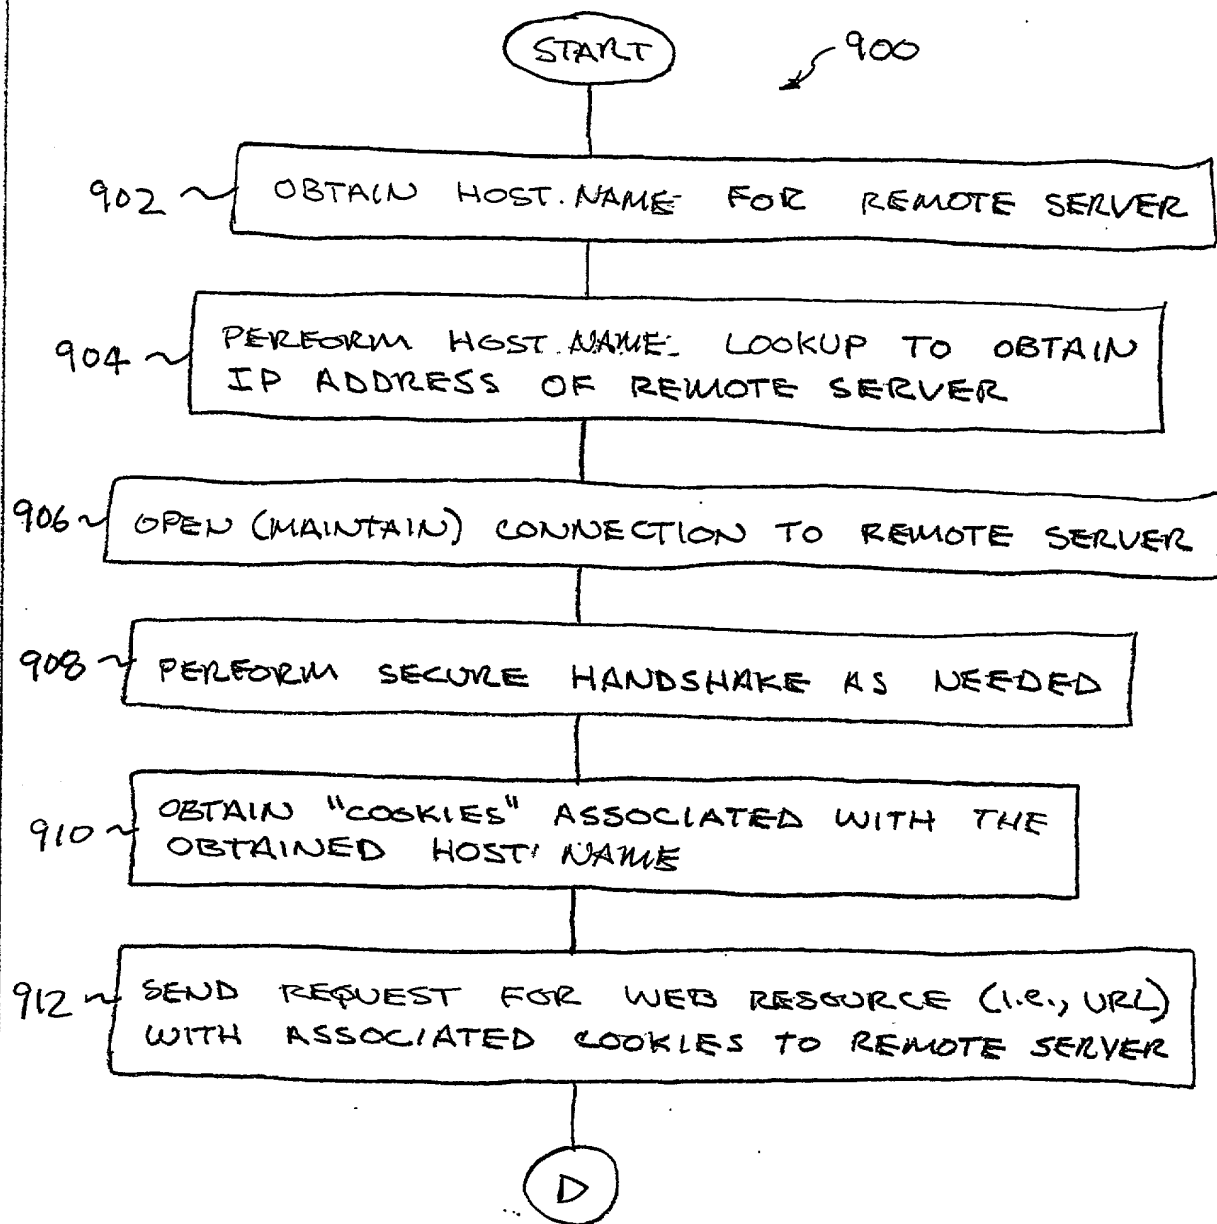 START
900
902 OBTAIN HOST NAME FOR REMOTE SERVER
904 PERFORM HOST NAME LOOKUP TO OBTAIN
IP ADDRESS OF REMOTE SERVER
906 OPEN (MAINTAIN) CONNECTION TO REMOTE SERVER
908 PERFORM SECURE HANDSHAKE AS NEEDED
910 OBTAIN "COOKIES" ASSOCIATED WITH THE
OBTAINED HOST NAME
912 SEND REQUEST FOR WEB RESOURCE (i.e., URL)
WITH ASSOCIATED COOKIES TO REMOTE SERVER
D